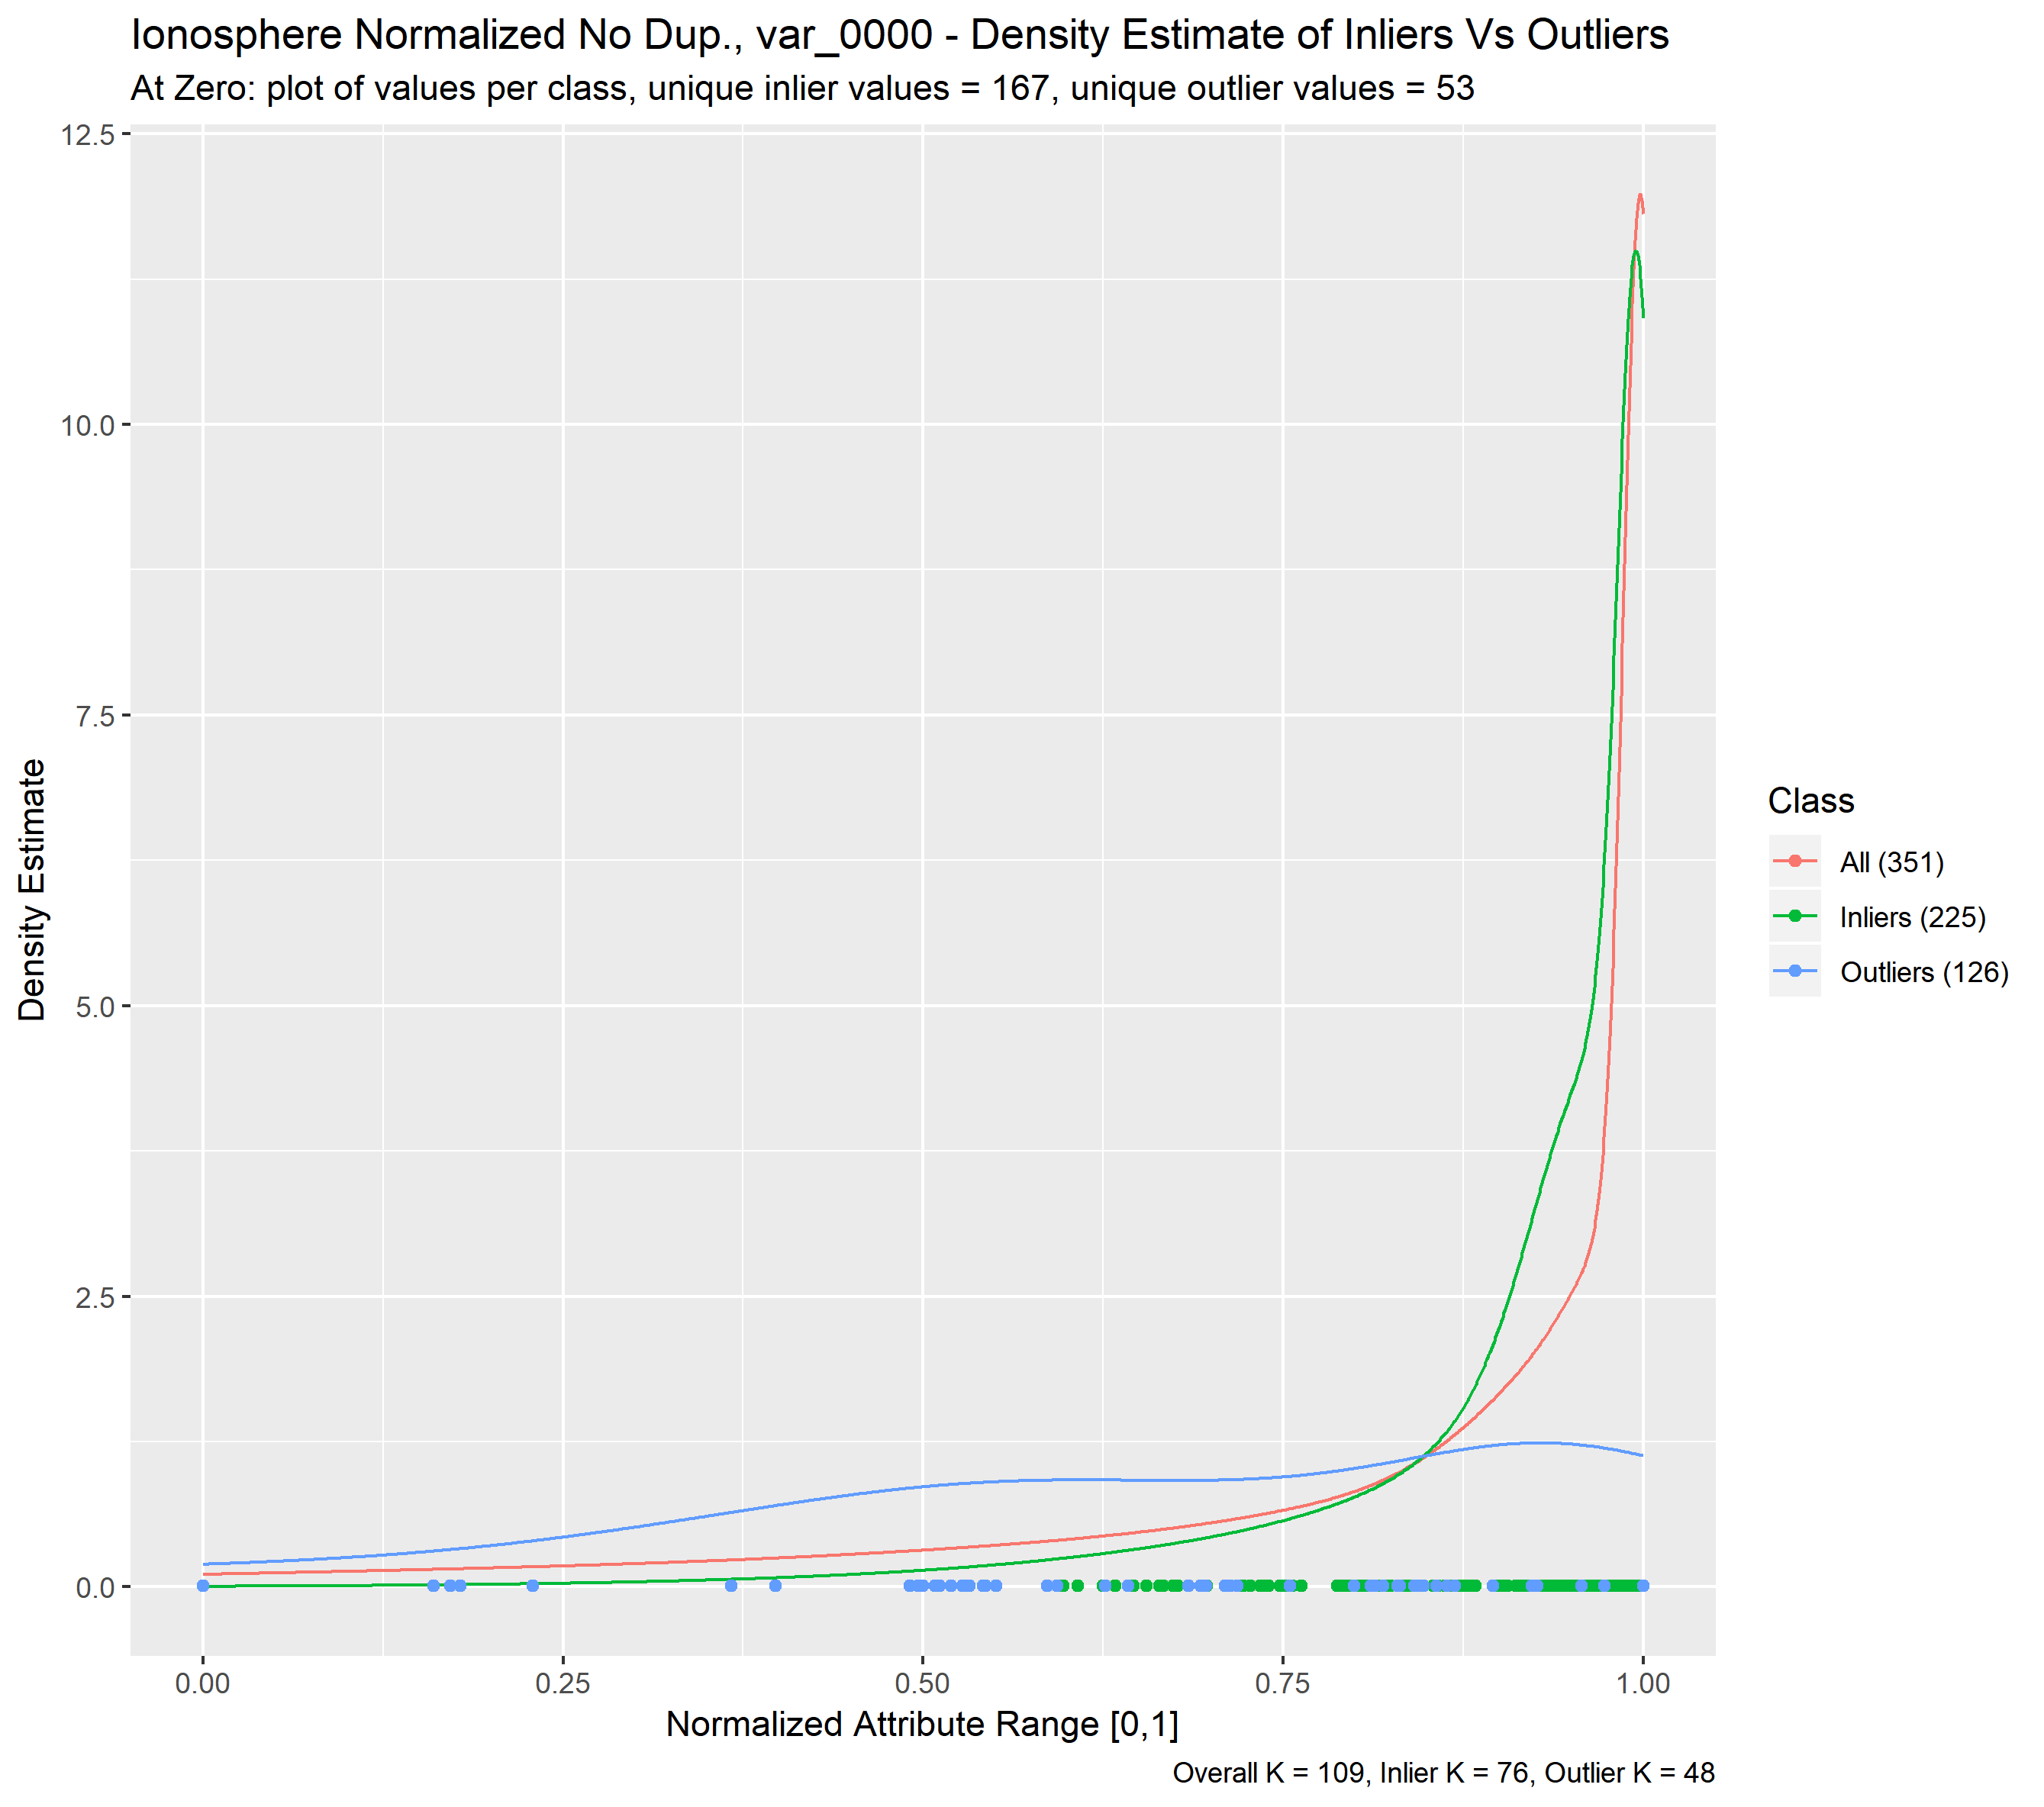 Ionosphere Normalized No Dup., var_0000 - Density Estimate of Inliers Vs Outliers
At Zero: plot of values per class, unique inlier values = 167, unique outlier values = 53
12.5
10.0
7.5
5.0
2.5
0.0
Density Estimate
0.00
0.25
0.50
0.75
1.00
Normalized Attribute Range [0,1]
Overall K = 109, Inlier K = 76, Outlier K = 48
Class
All (351)
Inliers (225)
Outliers (126)